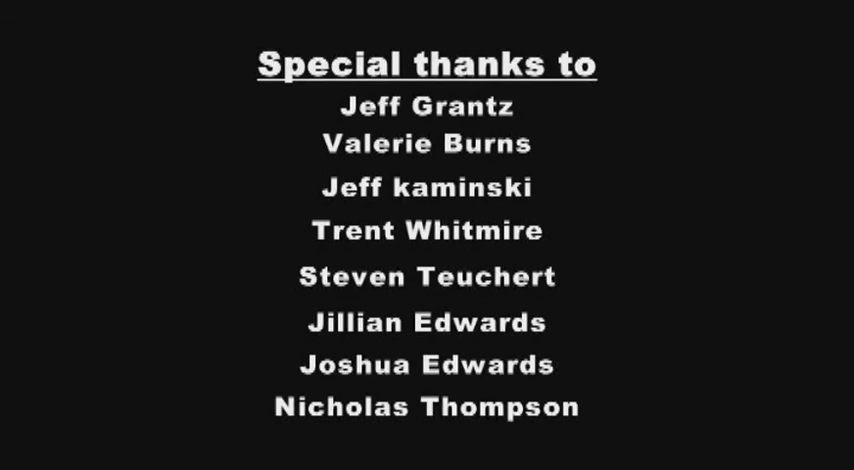 Special thanks to
Jeff Grantz
Valerie Burns
Jeff kaminski
Trent Whitmire
Steven Teuchert
Jillian Edwards
Joshua Edwards
Nicholas Thompson